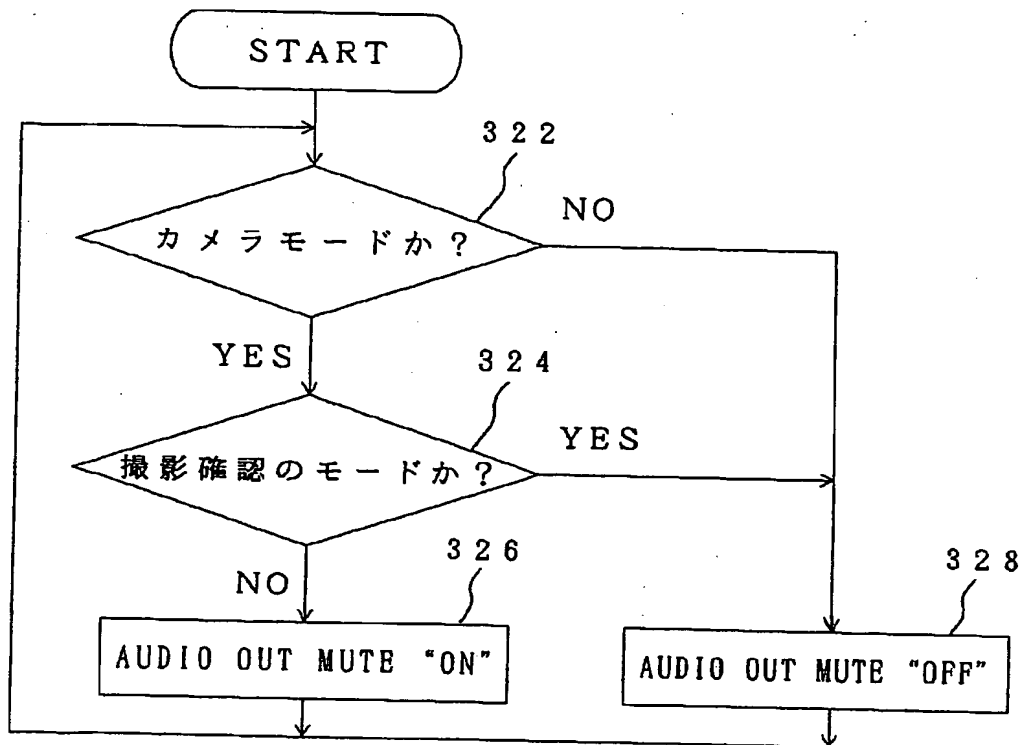 START
322
カメラモードか?
NO
YES
324
撮影確認のモードか?
YES
NO
326
AUDIO OUT MUTE “ON”
328
AUDIO OUT MUTE “OFF”